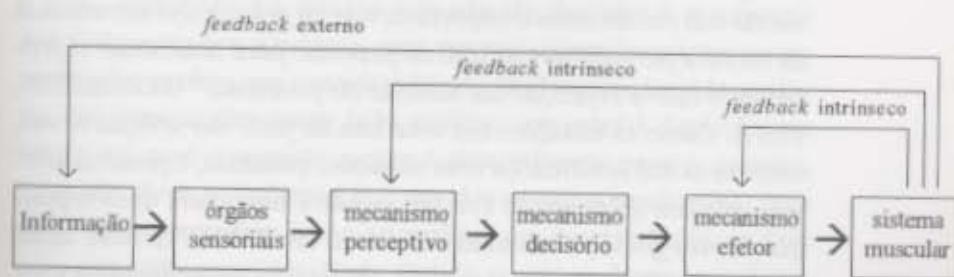 feedback externo
feedback intrínseco
feedback intrínseco
Informação
órgãos
sensoriais
mecanismo
perceptivo
mecanismo
decisório
mecanismo
efetor
sistema
muscular